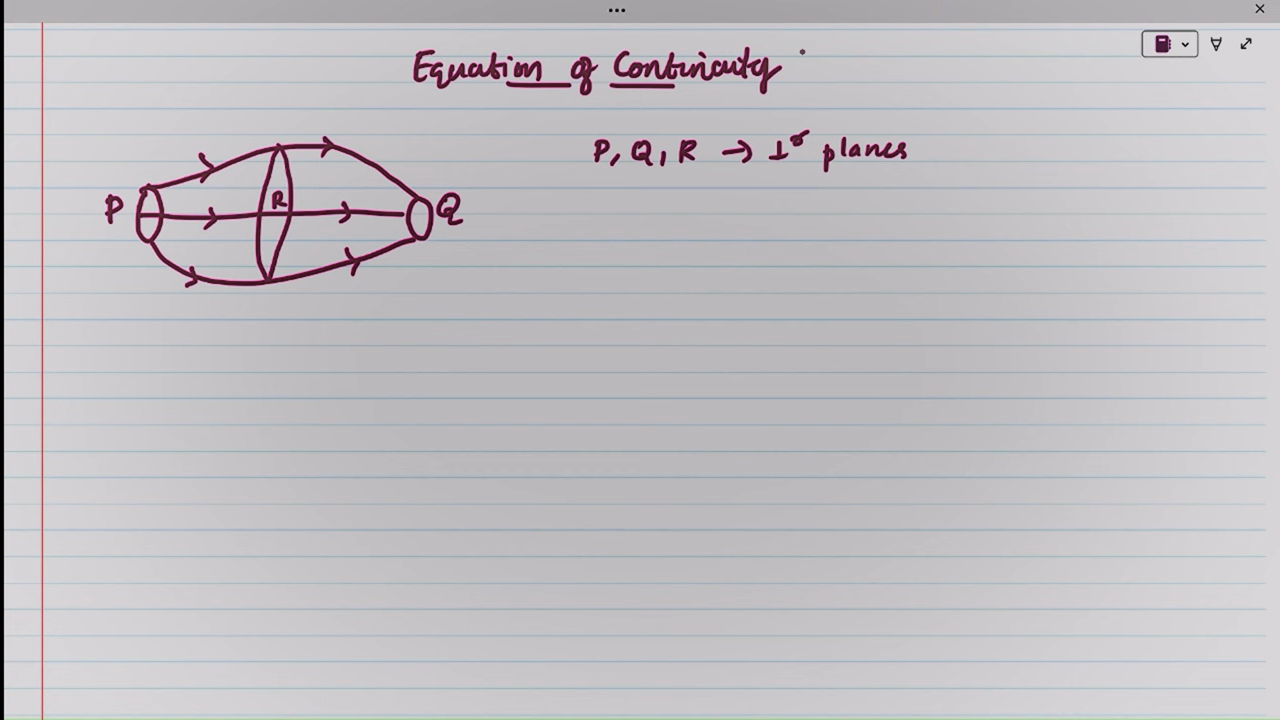 Equation of Continuity
P, Q, R → ⊥r planes
P R Q